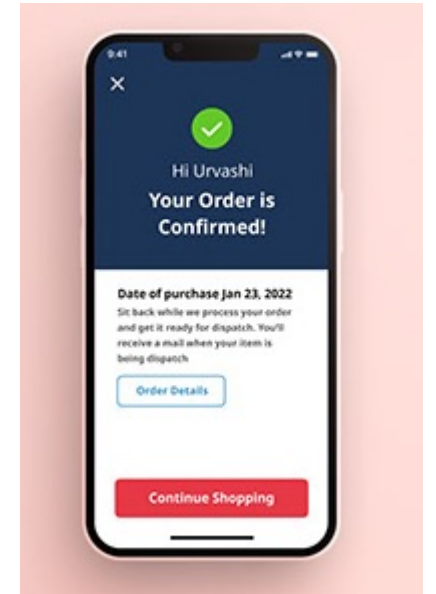 9:41
Hi Urvashi
Your Order is
Confirmed!
Date of purchase Jan 23, 2022
Sit back while we process your order
and get it ready for dispatch. You'll
receive a mail when your item is
being dispatch
Order Details
Continue Shopping